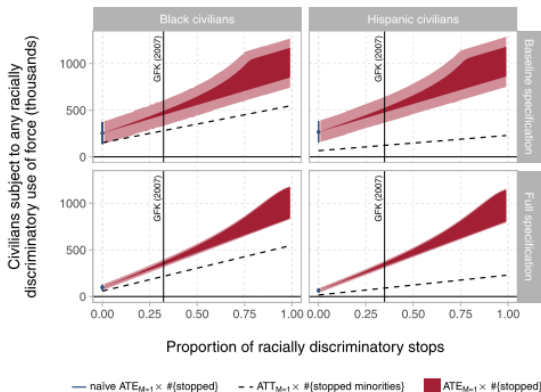 Black civilians
Hispanic civilians
Civilians subject to any racially
discriminatory use of force (thousands)
1000
500
0
GFK (2007)
GFK (2007)
Baseline specification
1000
500
0
GFK (2007)
GFK (2007)
Full specification
0.00 0.25 0.50 0.75 1.00 0.00 0.25 0.50 0.75 1.00
Proportion of racially discriminatory stops
naïve ATE_M=1 × #{stopped} ATT_M=1 × #{stopped minorities} ATE_M=1 × #{stopped}